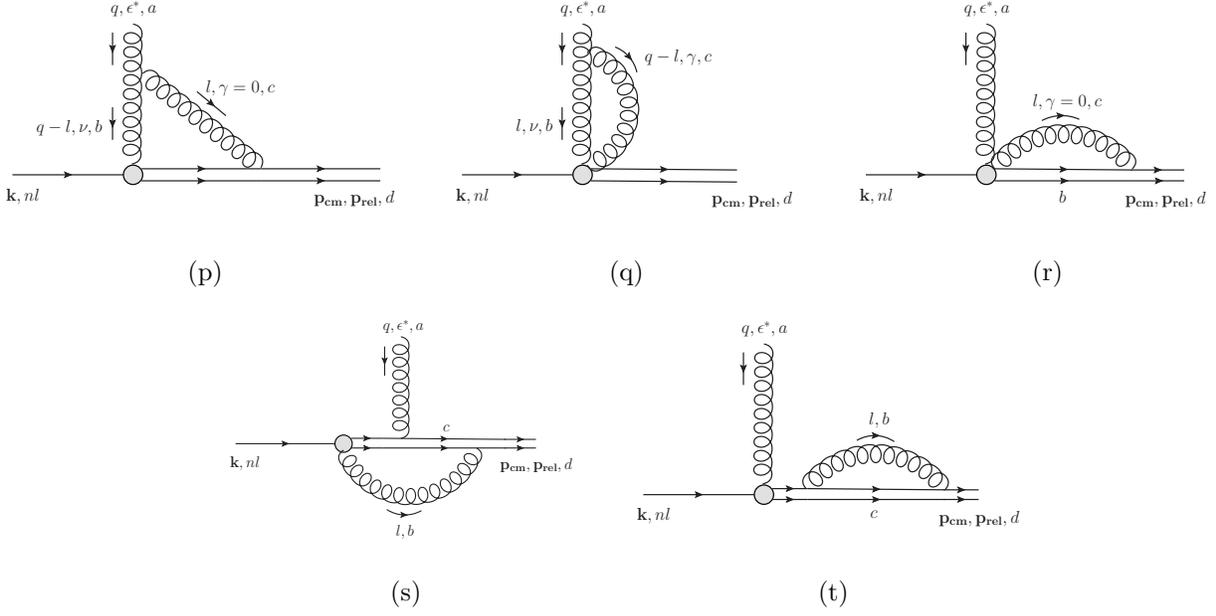 q, ϵ*, a
l, γ = 0, c
q − l, ν, b
k, nl
p_cm, p_rel, d
(p)
q, ϵ*, a
q − l, γ, c
l, ν, b
k, nl
p_cm, p_rel, d
(q)
q, ϵ*, a
l, γ = 0, c
k, nl
b
p_cm, p_rel, d
(r)
q, ϵ*, a
c
k, nl
p_cm, p_rel, d
l, b
(s)
q, ϵ*, a
l, b
k, nl
c
p_cm, p_rel, d
(t)